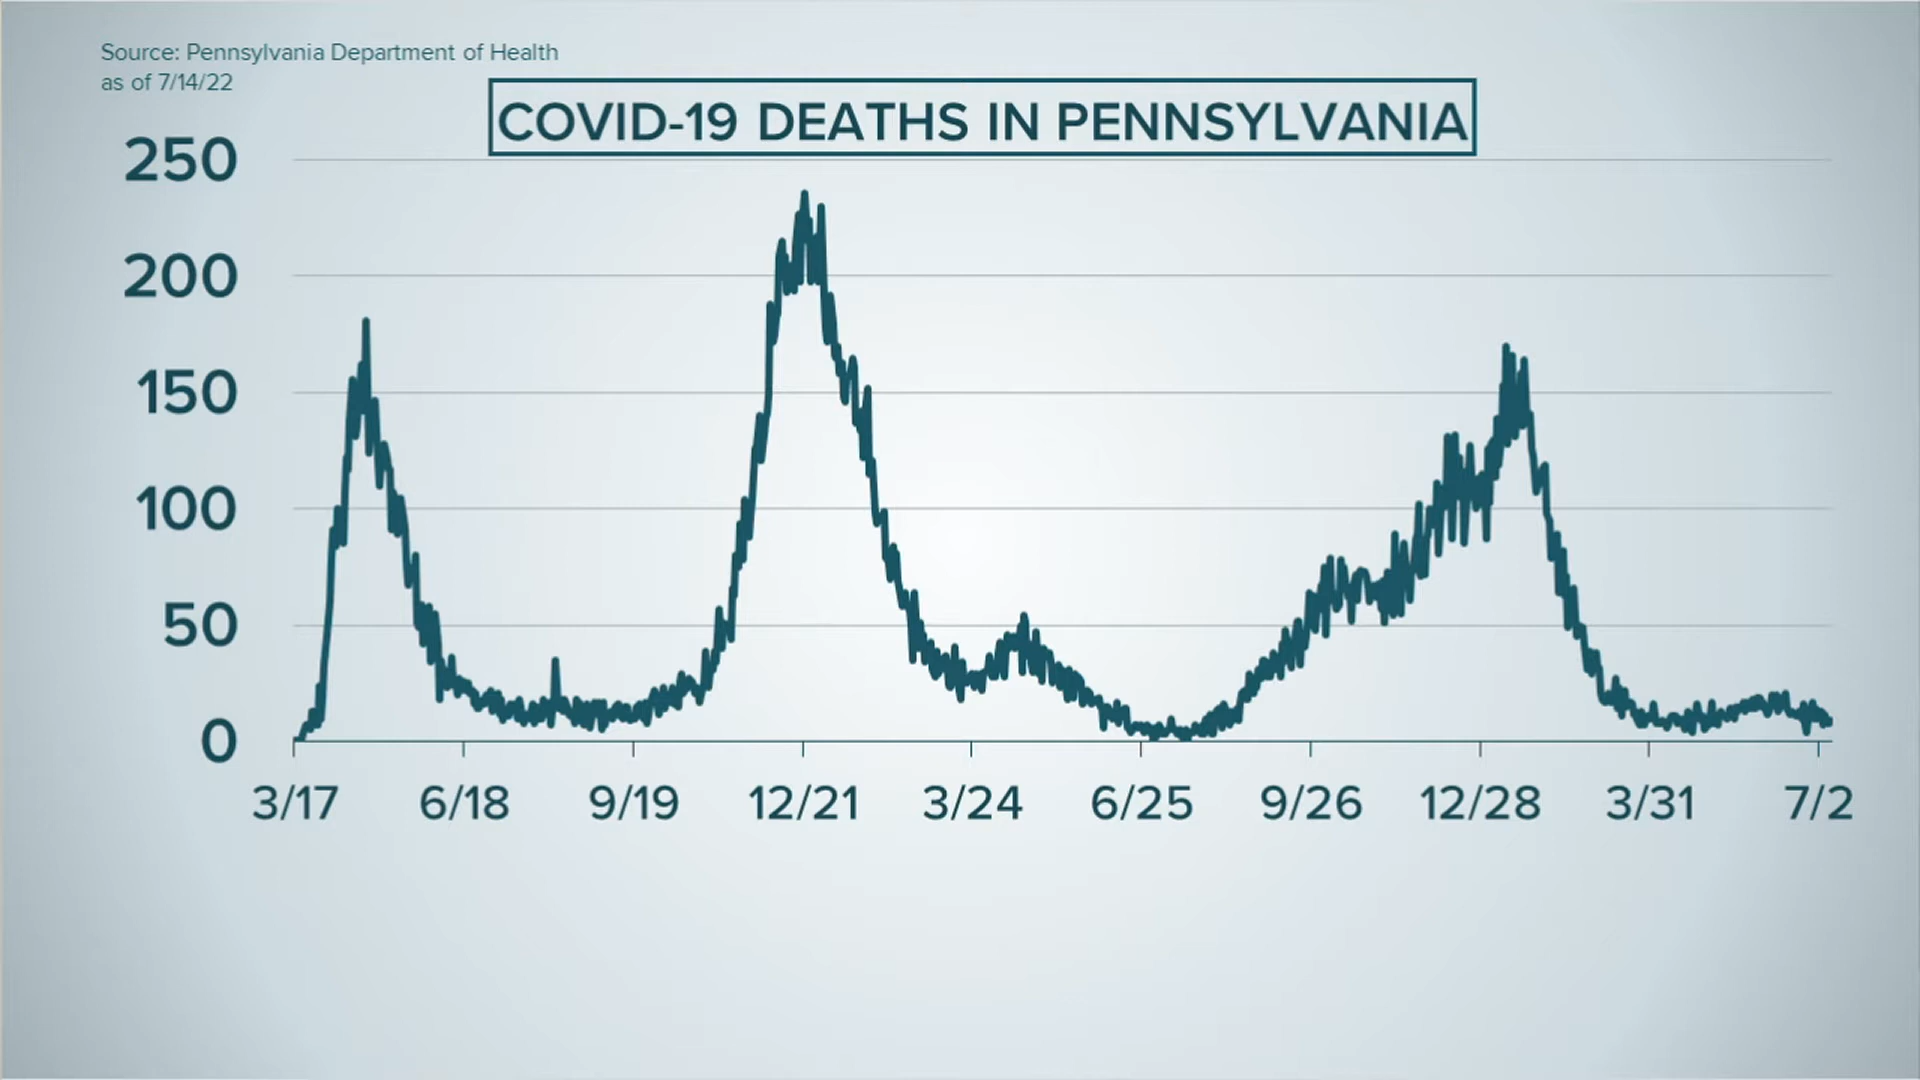 Source: Pennsylvania Department of Health
as of 7/14/22
COVID-19 DEATHS IN PENNSYLVANIA
250
200
150
100
50
0
3/17 6/18 9/19 12/21 3/24 6/25 9/26 12/28 3/31 7/2